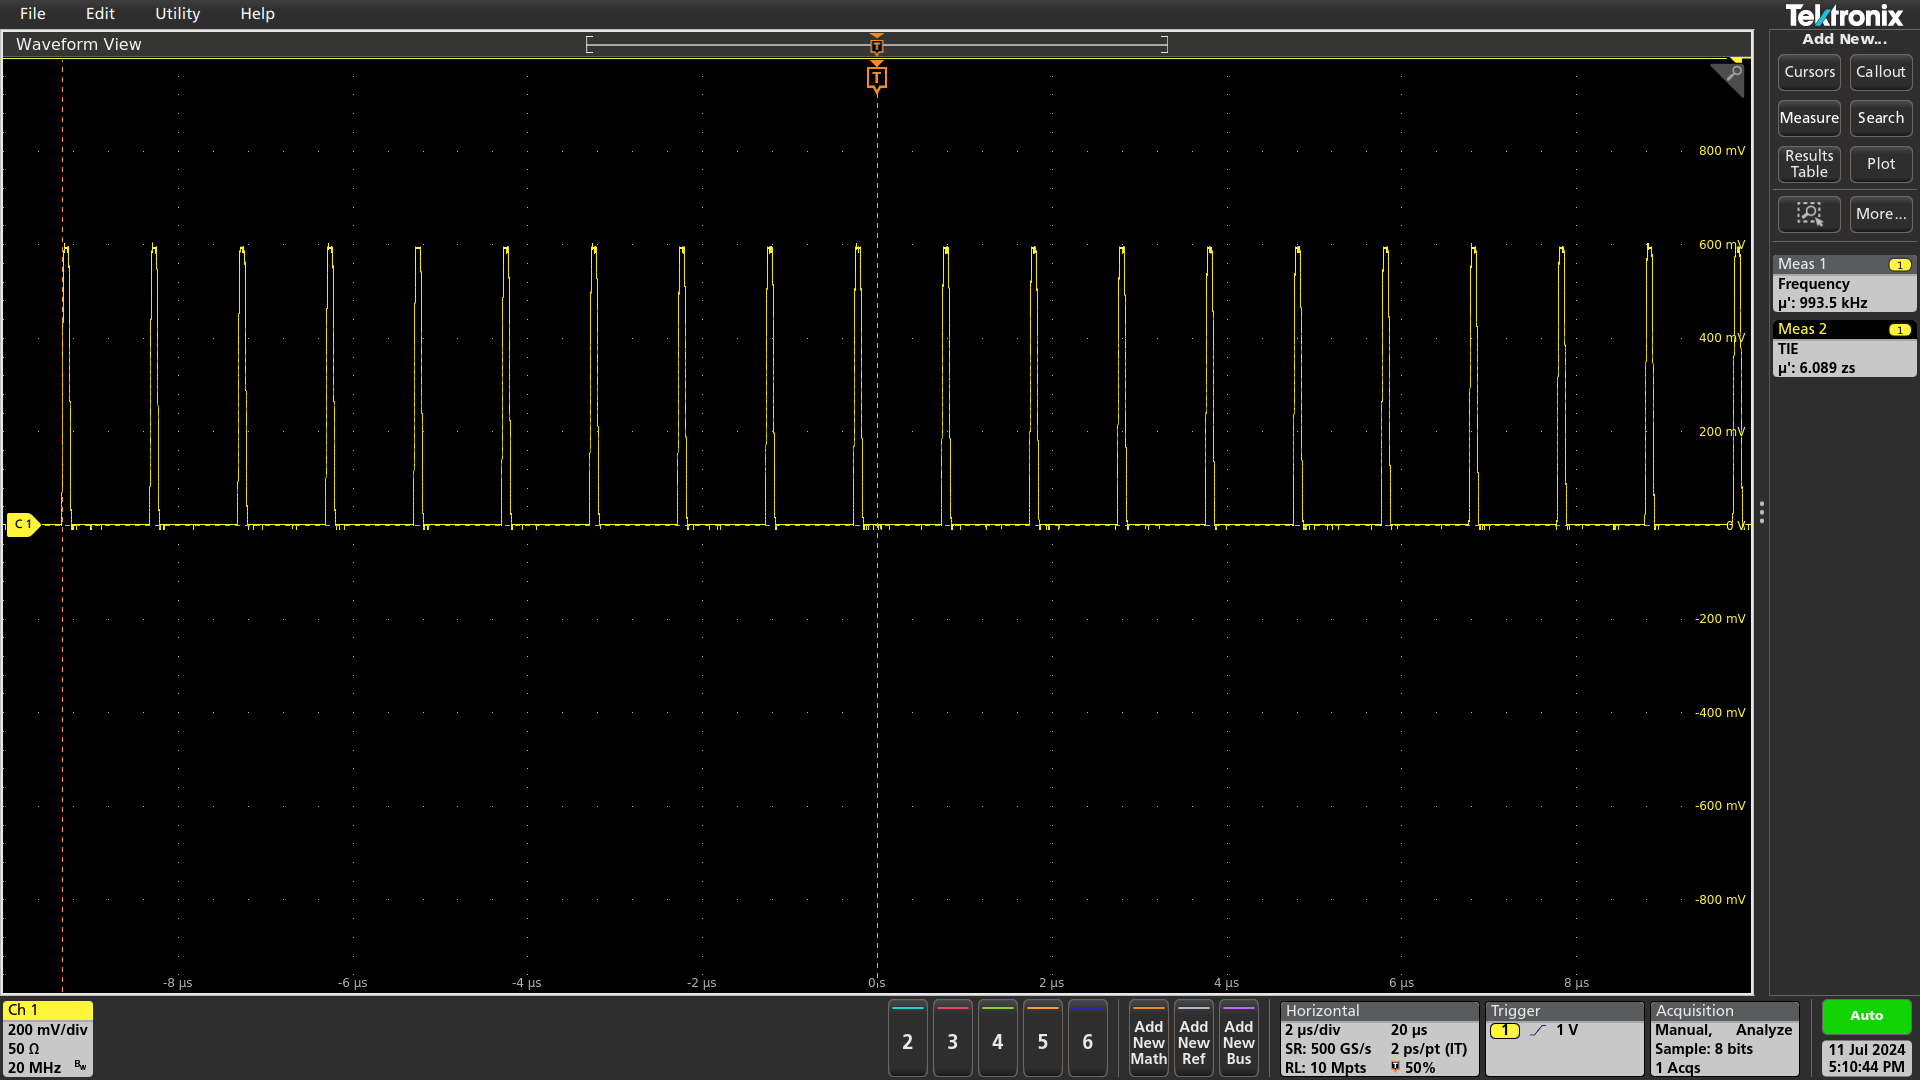 File Edit Utility Help
Tektronix
Waveform View
Add New...
Cursors Callout
Measure Search
Results Table Plot
More...
T
T
800 mV
600 mV
400 mV
200 mV
0 V
-200 mV
-400 mV
-600 mV
-800 mV
C 1
-8 µs -6 µs -4 µs -2 µs 0 s 2 µs 4 µs 6 µs 8 µs
Meas 1 1
Frequency
µ': 993.5 kHz
Meas 2 1
TIE
µ': 6.089 zs
Ch 1
200 mV/div
50 Ω
20 MHz Bw
2 3 4 5 6
Add New Math
Add New Ref
Add New Bus
Horizontal
2 µs/div 20 µs
SR: 500 GS/s 2 ps/pt (IT)
RL: 10 Mpts T 50%
Trigger
1 1 V
Acquisition
Manual, Analyze
Sample: 8 bits
1 Acqs
Auto
11 Jul 2024
5:10:44 PM